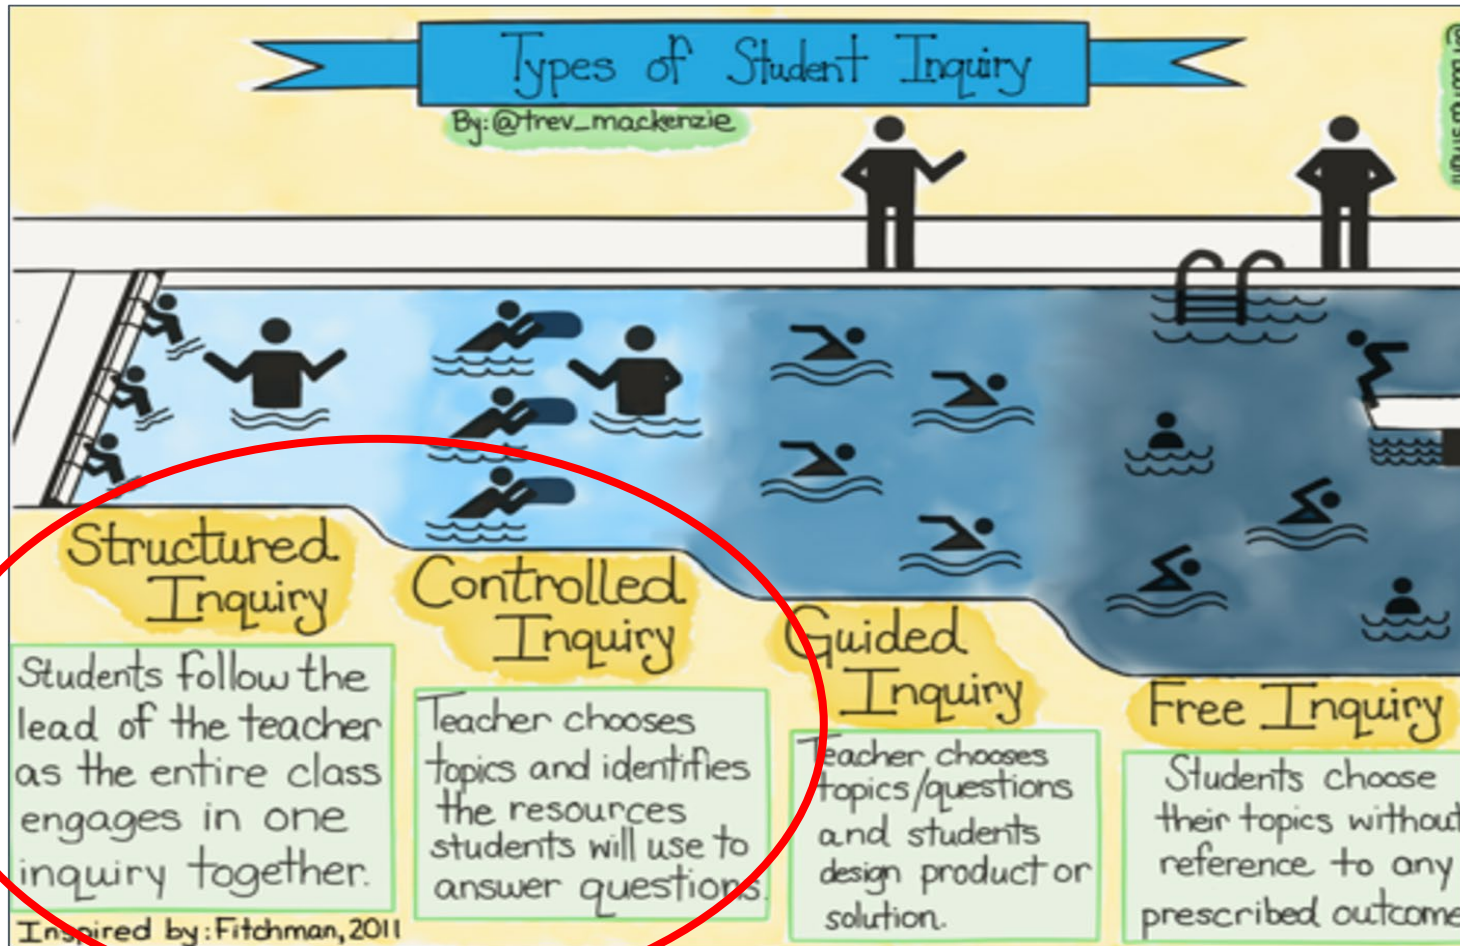 Types of Student Inquiry
By: @trev_mackenzie
Structured
Inquiry
Students follow the
lead of the teacher
as the entire class
engages in one
inquiry together.
Controlled
Inquiry
Teacher chooses
topics and identifies
the resources
students will use to
answer questions.
Guided
Inquiry
Teacher chooses
topics/questions
and students
design product or
solution.
Free Inquiry
Students choose
their topics without
reference to any
prescribed outcome
Inspired by: Fitchman, 2011